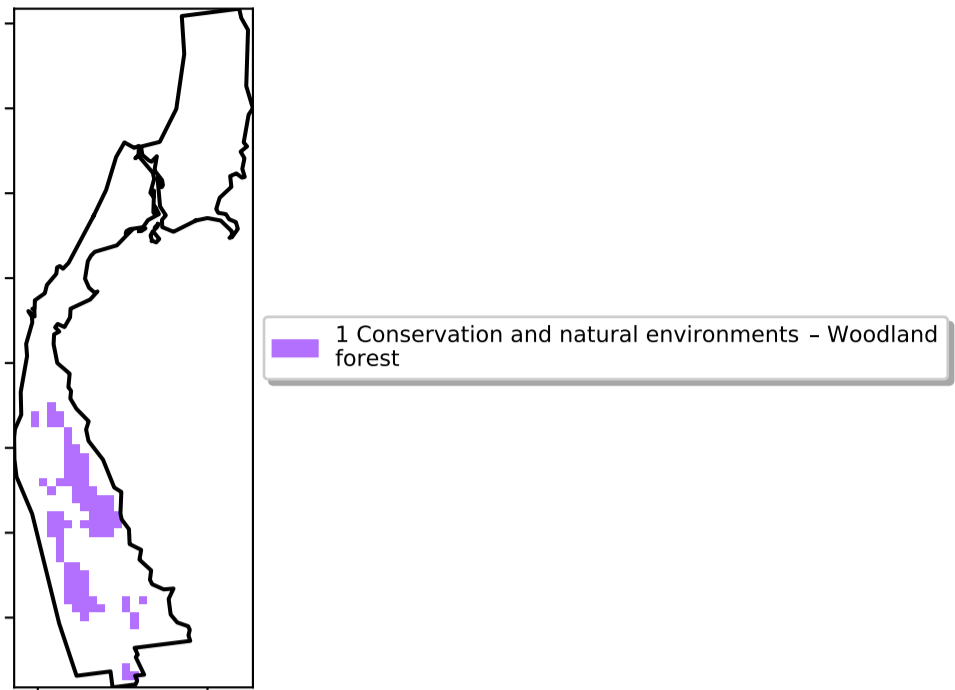 1 Conservation and natural environments – Woodland
forest